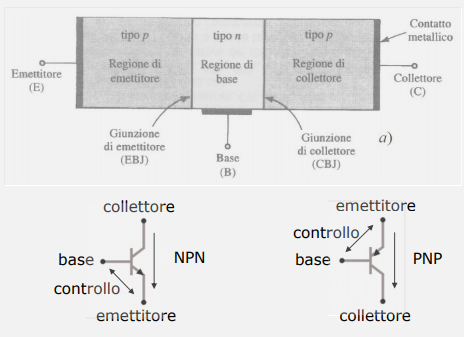 tipo p
tipo n
tipo p
Contatto
metallico
Regione di
emettitore
Regione di
base
Regione di
collettore
Emettitore
(E)
Collettore
(C)
Giunzione
di emettitore
(EBJ)
Base
(B)
Giunzione
di collettore
(CBJ)
a)
collettore
base
NPN
controllo
emettitore
emettitore
controllo
base
PNP
collettore